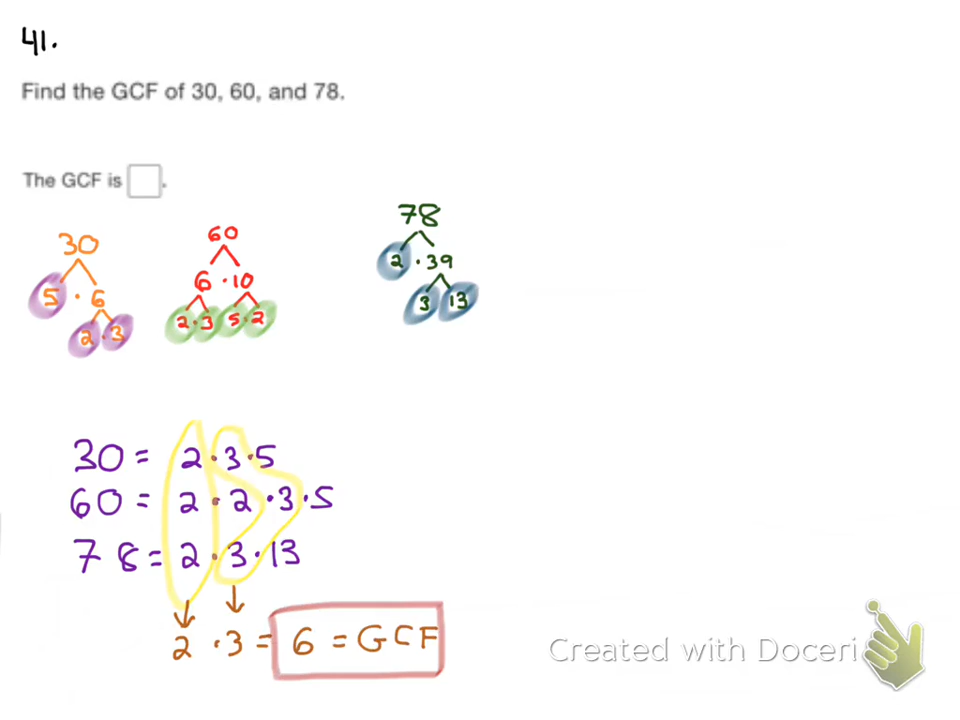 41.
Find the GCF of 30, 60, and 78.
The GCF is
30
5 · 6
2 · 3
60
6 · 10
2 · 3 5 · 2
78
2 · 39
3 13
30 = 2 · 3 · 5
60 = 2 · 2 · 3 · 5
78 = 2 · 3 · 13
2 · 3 = 6 = GCF
Created with Doceri